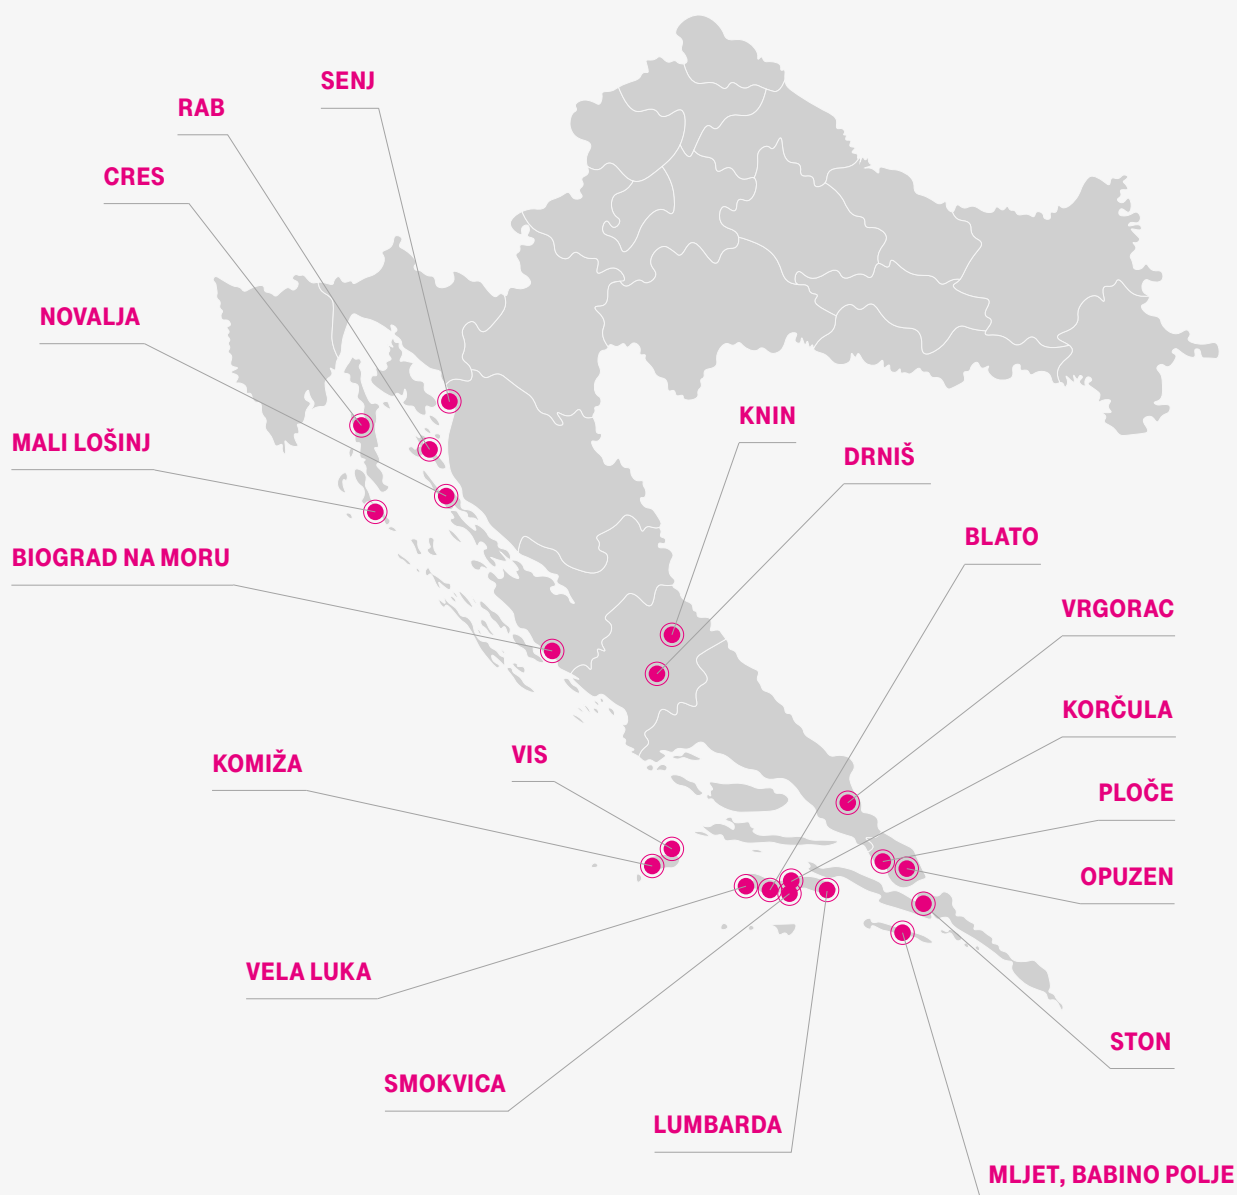 SENJ
RAB
CRES
NOVALJA
KNIN
MALI LOŠINJ
DRNIŠ
BLATO
BIOGRAD NA MORU
VRGORAC
KORČULA
VIS
KOMIŽA
PLOČE
OPUZEN
VELA LUKA
STON
SMOKVICA
LUMBARDA
MLJET, BABINO POLJE